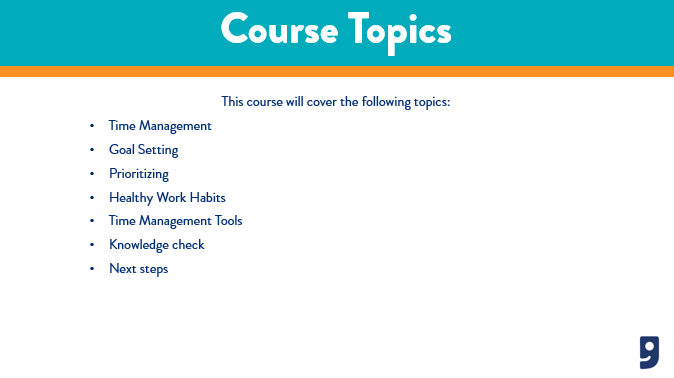 Course Topics
This course will cover the following topics:
• Time Management
• Goal Setting
• Prioritizing
• Healthy Work Habits
• Time Management Tools
• Knowledge check
• Next steps